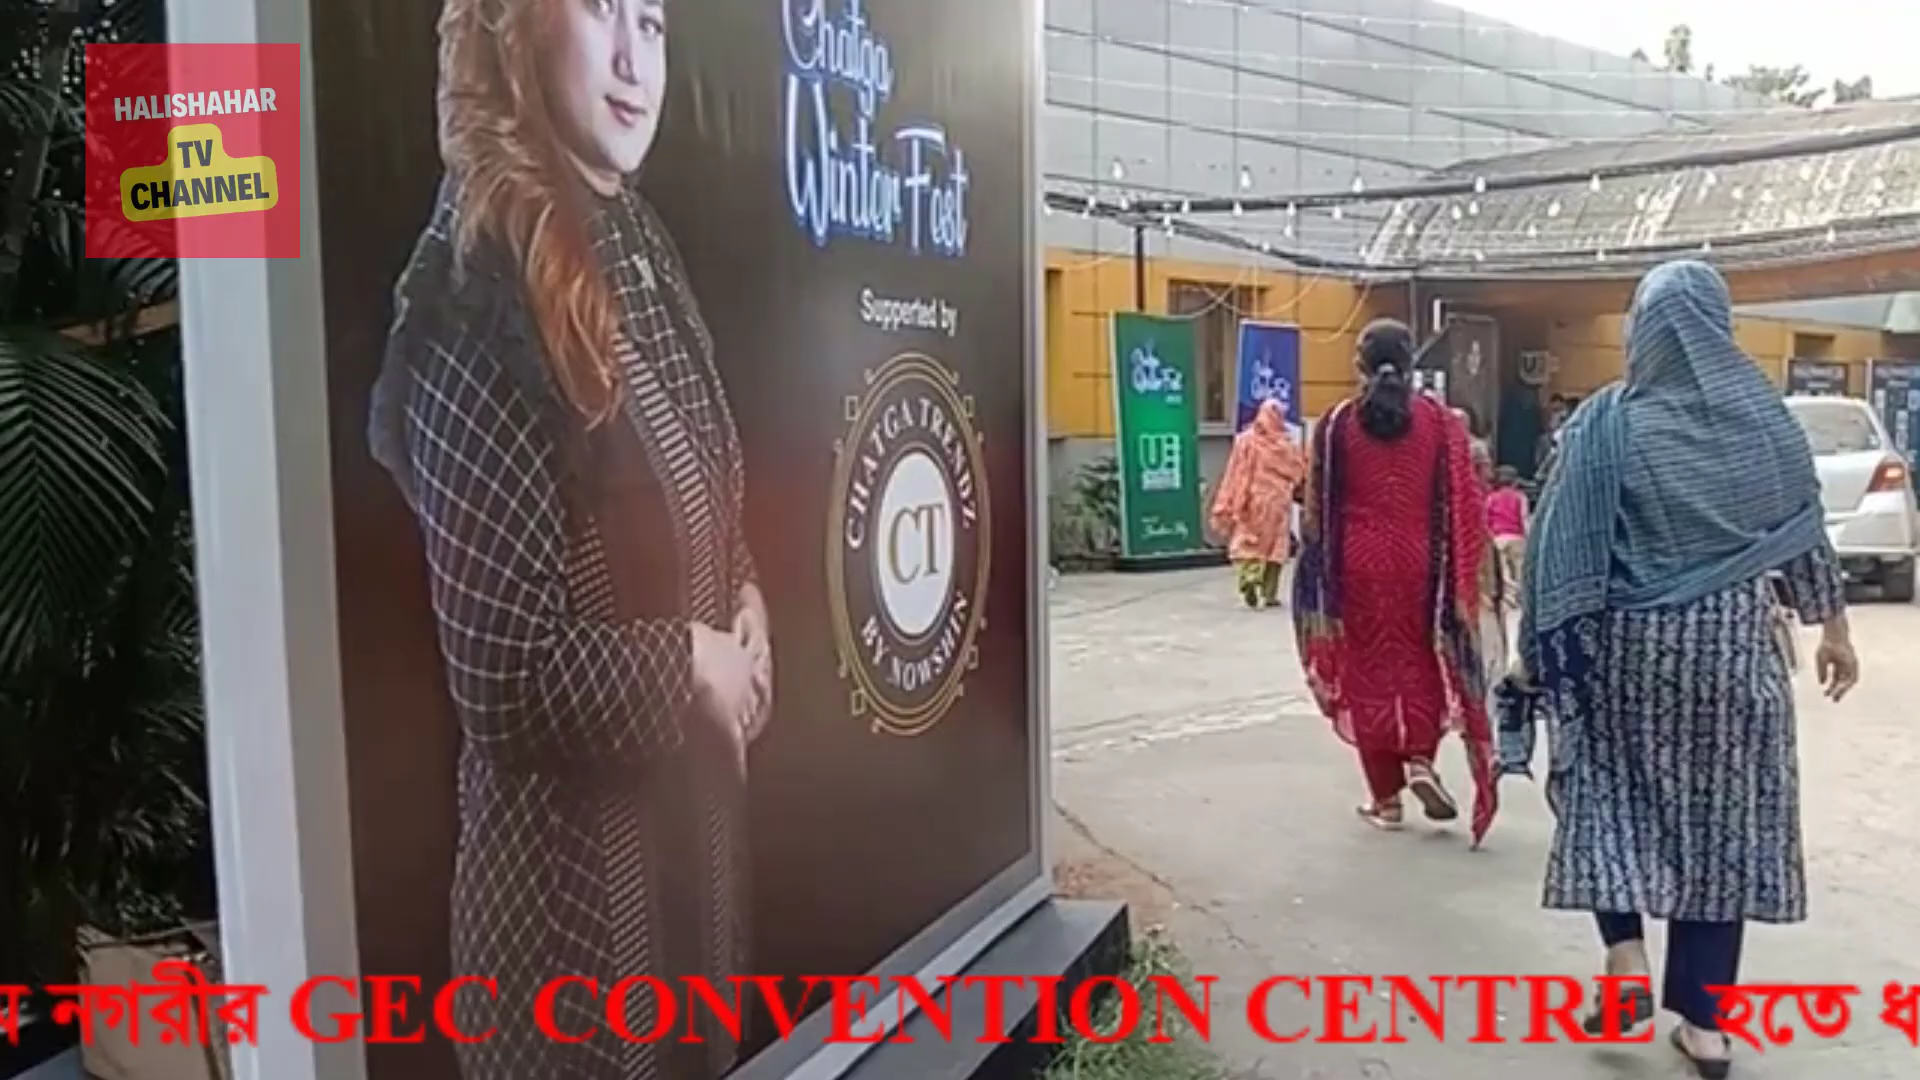 HALISHAHAR
TV
CHANNEL
Chatga
Winter Fest
Supported by
CHATGA TRENDZ
CT
BY NOWSHIN
নগরীর GEC CONVENTION CENTRE হতে